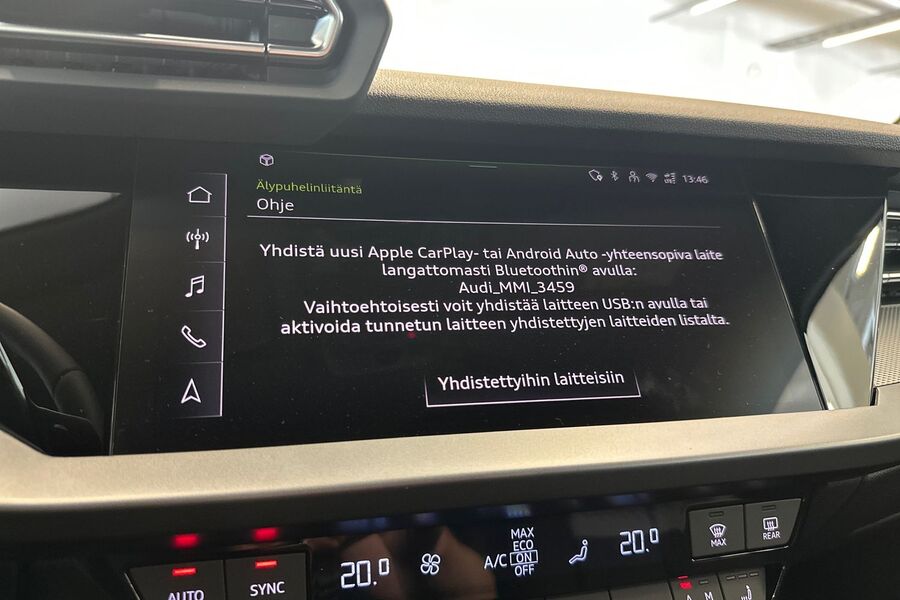 13:46
Älypuhelinliitäntä
Ohje
Yhdistä uusi Apple CarPlay- tai Android Auto -yhteensopiva laite
langattomasti Bluetoothin® avulla:
Audi_MMI_3459
Vaihtoehtoisesti voit yhdistää laitteen USB:n avulla tai
aktivoida tunnetun laitteen yhdistettyjen laitteiden listalta.
Yhdistettyihin laitteisiin
AUTO
SYNC
20.0
A/C
MAX
ECO
ON
OFF
20.0
MAX
REAR
A M